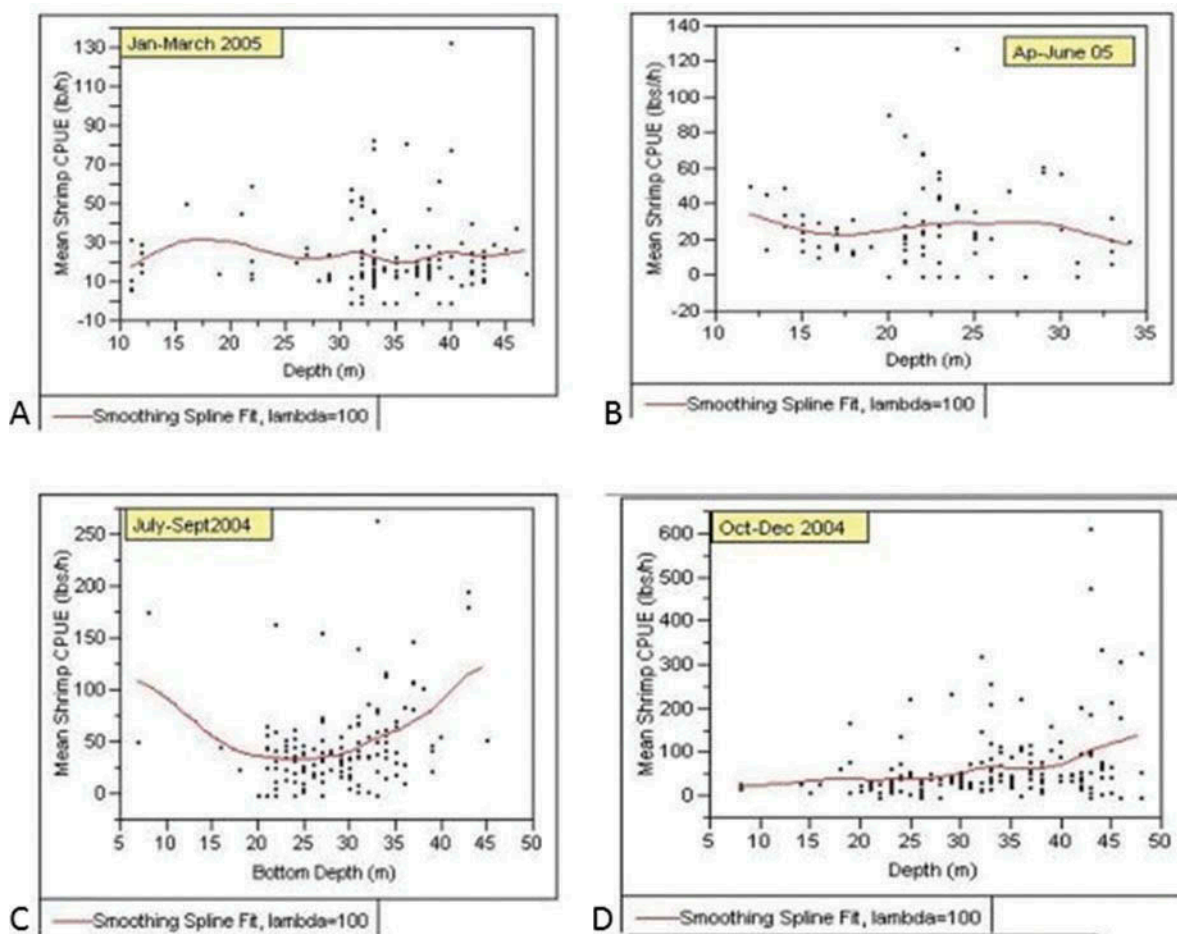 Jan-March 2005
Mean Shrimp CPUE (lb/h)
130
110
90
70
50
30
10
-10
10 15 20 25 30 35 40 45
Depth (m)
A
Smoothing Spline Fit, lambda=100
Ap-June 05
Mean Shrimp CPUE (lbs/h)
140
120
100
80
60
40
20
0
-20
10 15 20 25 30 35
Depth (m)
B
Smoothing Spline Fit, lambda=100
July-Sept2004
Mean Shrimp CPUE (lbs/h)
250
200
150
100
50
0
5 10 15 20 25 30 35 40 45 50
Bottom Depth (m)
C
Smoothing Spline Fit, lambda=100
Oct-Dec 2004
Mean Shrimp CPUE (lbs/h)
600
500
400
300
200
100
0
5 10 15 20 25 30 35 40 45 50
Depth (m)
D
Smoothing Spline Fit, lambda=100